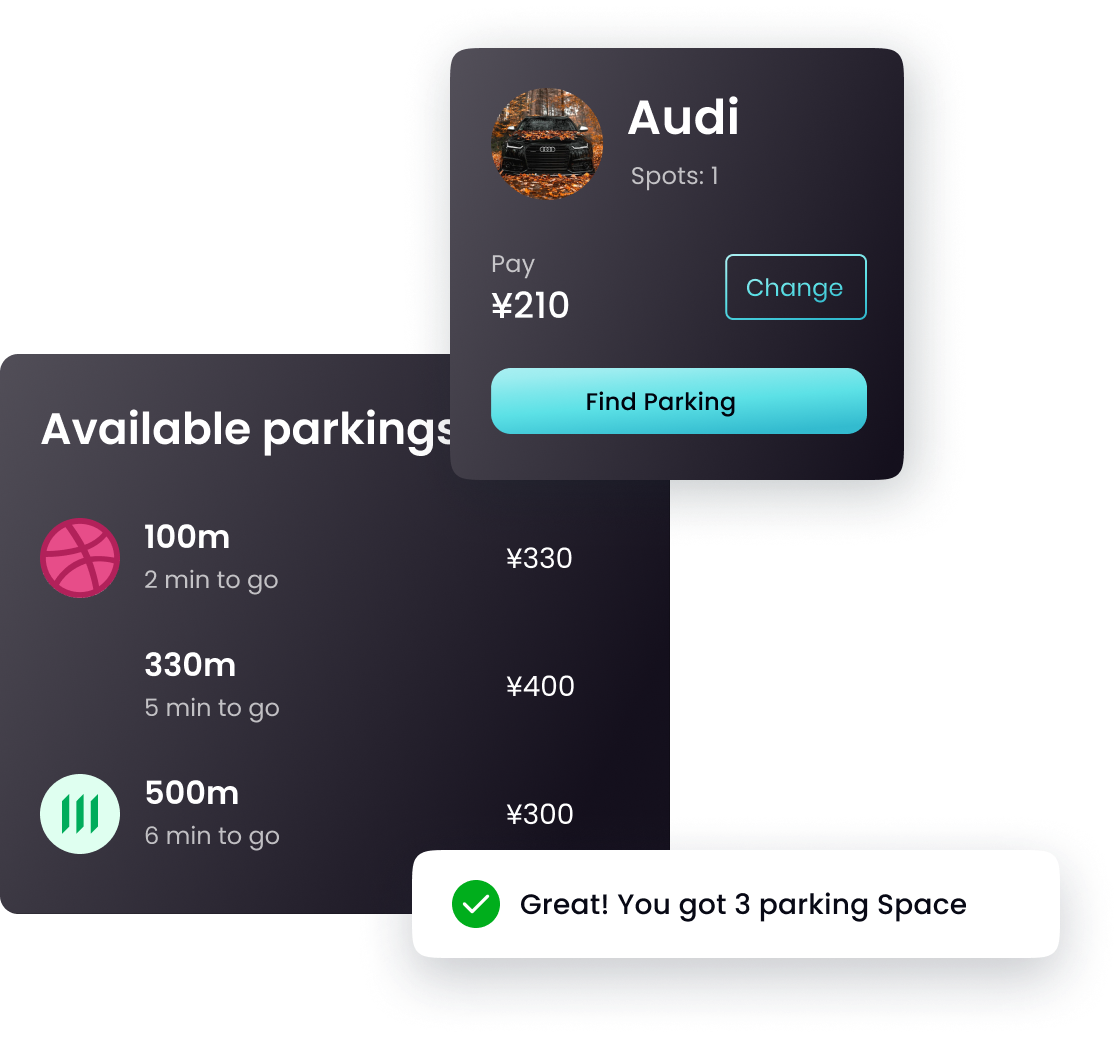 Audi
Spots: 1
Pay
¥210
Change
Find Parking
Available parkings
100m
2 min to go
¥330
330m
5 min to go
¥400
500m
6 min to go
¥300
Great! You got 3 parking Space